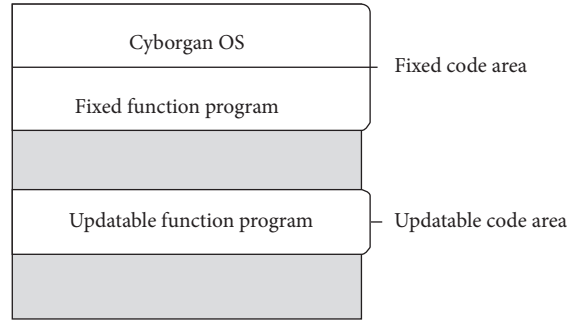 Cyborgan OS
Fixed code area
Fixed function program
Updatable function program
Updatable code area